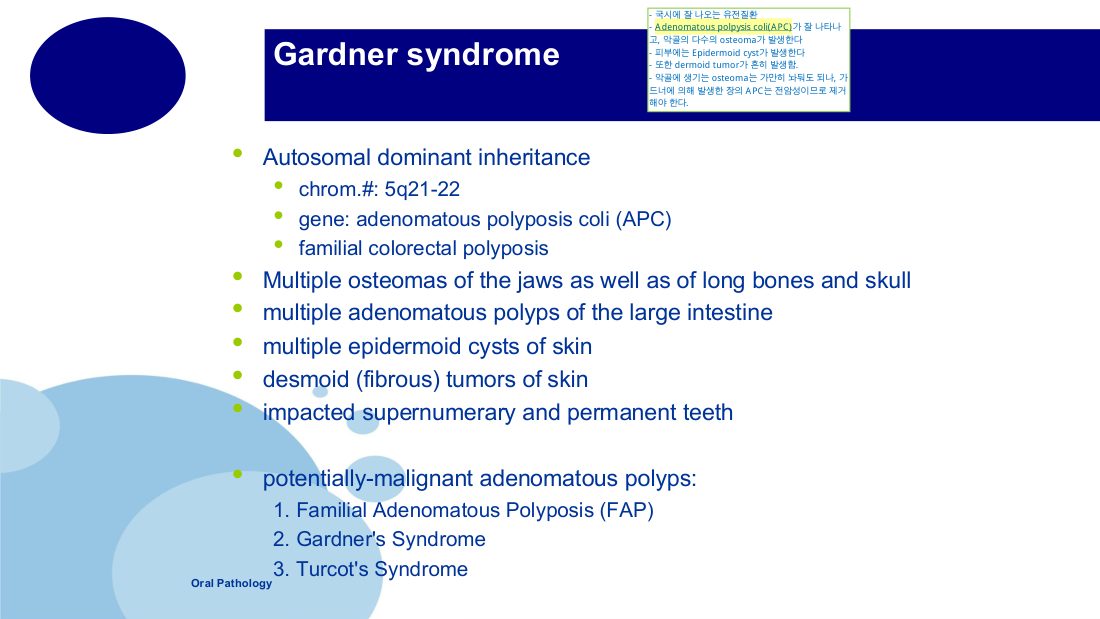 Gardner syndrome
- 국시에 잘 나오는 유전질환
- Adenomatous polpysis coli(APC)가 잘 나타나
고, 악골의 다수의 osteoma가 발생한다
- 피부에는 Epidermoid cyst가 발생한다
- 또한 dermoid tumor가 흔히 발생함.
- 악골에 생기는 osteoma는 가만히 놔둬도 되나, 가
드너에 의해 발생한 장의 APC는 전암성이므로 제거
해야 한다.
• Autosomal dominant inheritance
• chrom.#: 5q21-22
• gene: adenomatous polyposis coli (APC)
• familial colorectal polyposis
• Multiple osteomas of the jaws as well as of long bones and skull
• multiple adenomatous polyps of the large intestine
• multiple epidermoid cysts of skin
• desmoid (fibrous) tumors of skin
• impacted supernumerary and permanent teeth
• potentially-malignant adenomatous polyps:
1. Familial Adenomatous Polyposis (FAP)
2. Gardner's Syndrome
3. Turcot's Syndrome
Oral Pathology